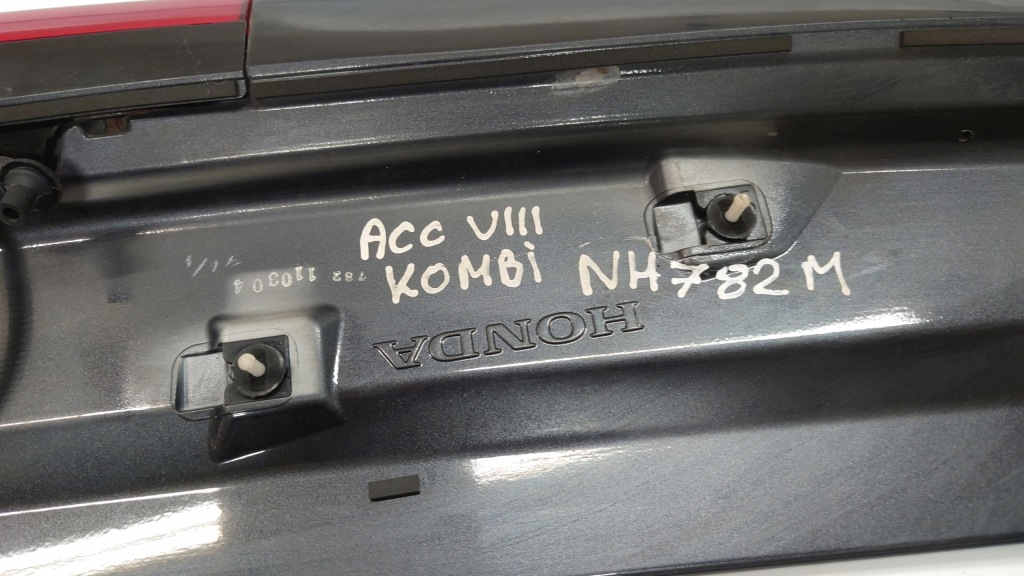 ACC VIII
KOMBi NH782M
782 110304
HONDA